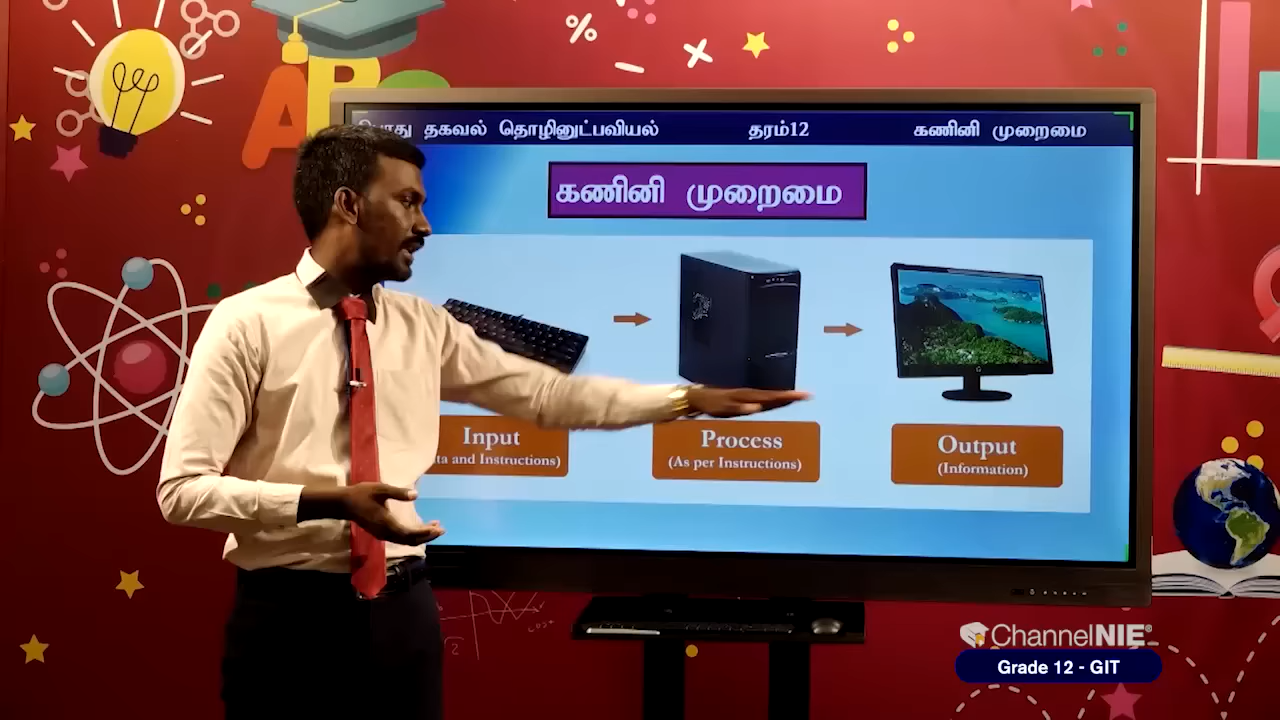 தகவல் தொழினுட்பவியல் தரம்12 கணினி முறைமை
கணினி முறைமை
Input
and Instructions)
Process
(As per Instructions)
Output
(Information)
ChannelNIE
Grade 12 - GIT